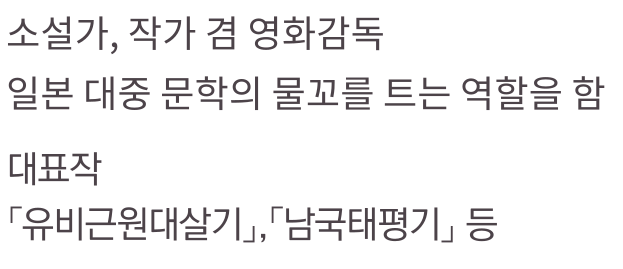 소설가, 작가 겸 영화감독
일본 대중 문학의 물꼬를 트는 역할을 함
대표작
「유비근원대살기」,「남국태평기」 등